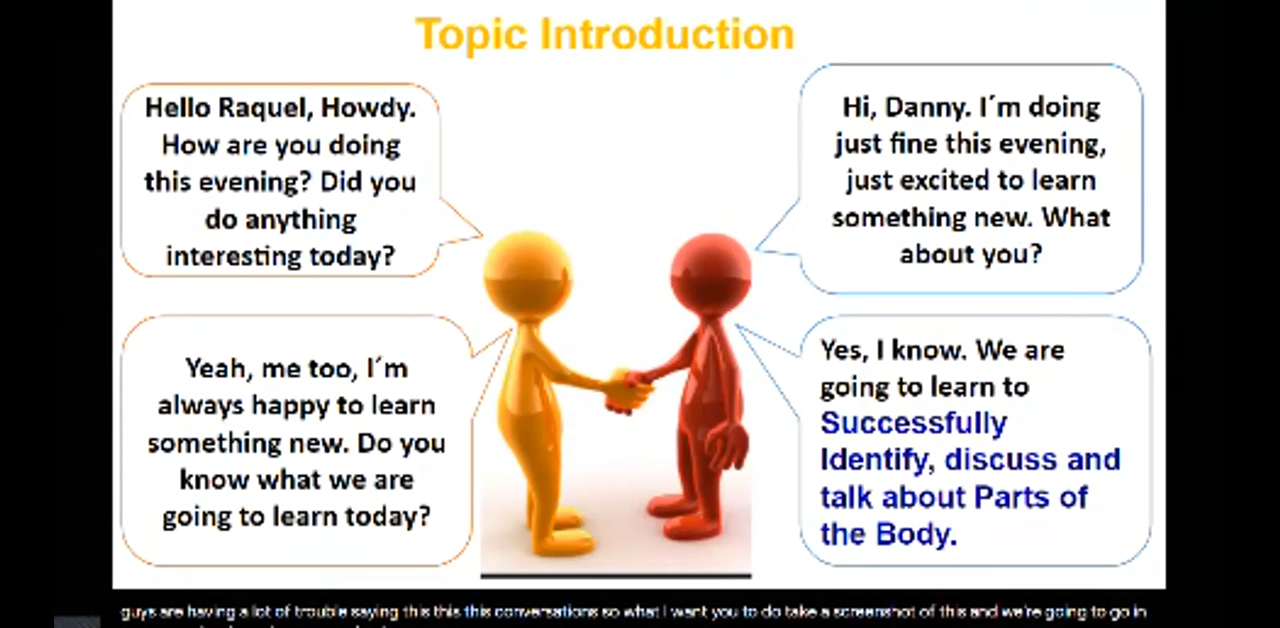 Topic Introduction
Hello Raquel, Howdy.
How are you doing
this evening? Did you
do anything
interesting today?
Hi, Danny. I´m doing
just fine this evening,
just excited to learn
something new. What
about you?
Yeah, me too, I´m
always happy to learn
something new. Do you
know what we are
going to learn today?
Yes, I know. We are
going to learn to
Successfully
Identify, discuss and
talk about Parts of
the Body.
guys are having a lot of trouble saying this this this conversations so what I want you to do take a screenshot of this and we're going to go in